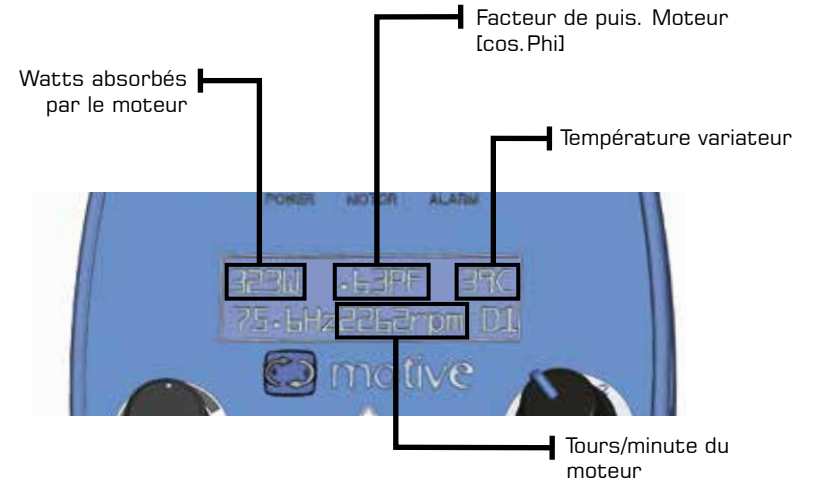 Facteur de puis. Moteur
[cos.Phi]
Watts absorbés
par le moteur
Température variateur
POWER MOTOR ALARM
323W .63PF 39C
75.6Hz 2262rpm D1
motive
Tours/minute du
moteur